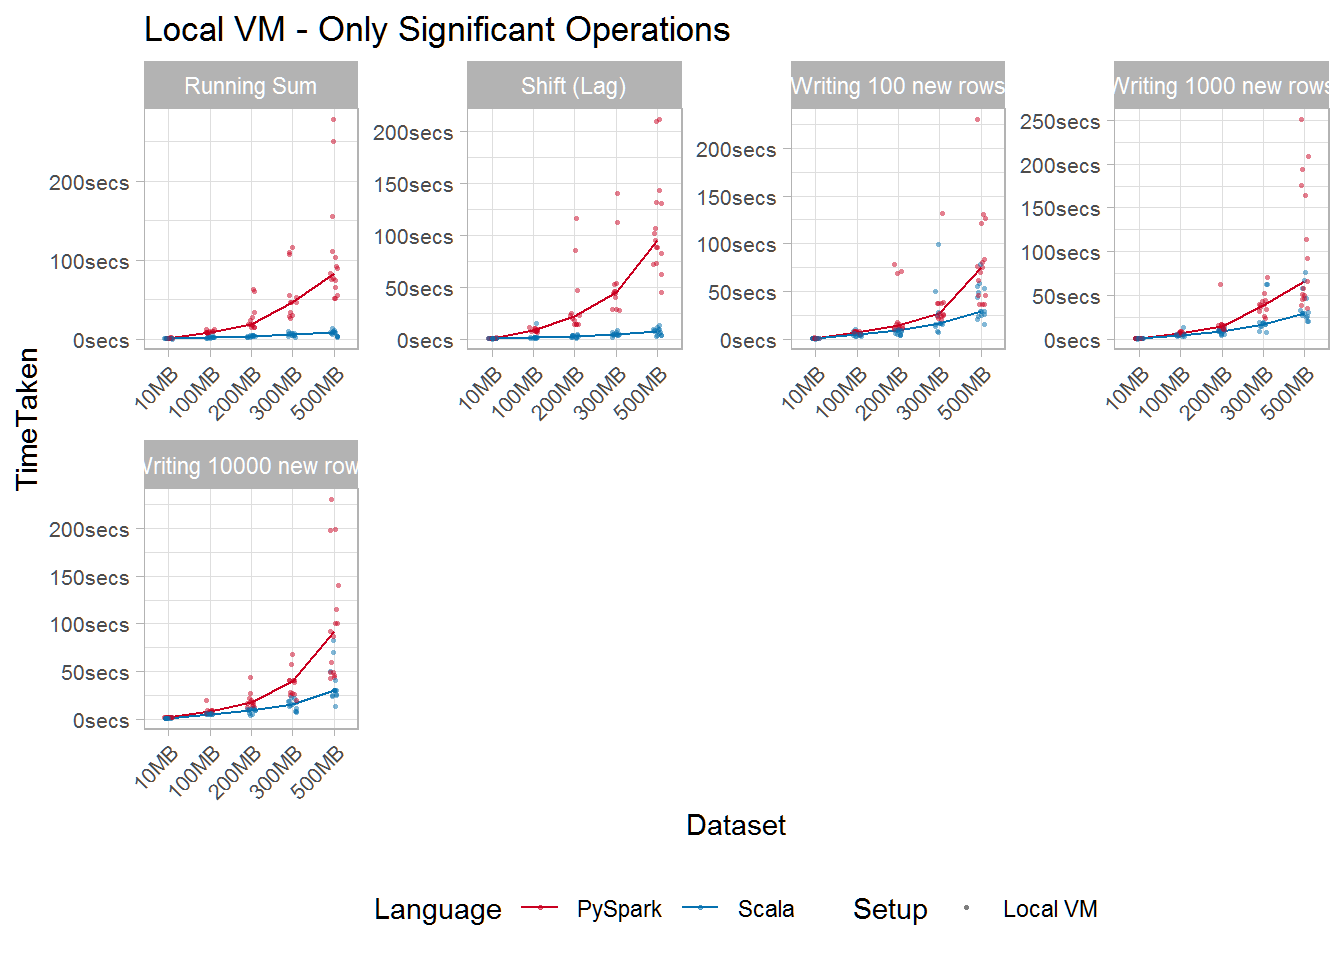 Local VM - Only Significant Operations
Running Sum
Shift (Lag)
Writing 100 new rows
Writing 1000 new rows
200secs
100secs
0secs
200secs
150secs
100secs
50secs
0secs
200secs
150secs
100secs
50secs
0secs
250secs
200secs
150secs
100secs
50secs
0secs
10MB
100MB
200MB
300MB
500MB
10MB
100MB
200MB
300MB
500MB
10MB
100MB
200MB
300MB
500MB
10MB
100MB
200MB
300MB
500MB
TimeTaken
Writing 10000 new row
200secs
150secs
100secs
50secs
0secs
10MB
100MB
200MB
300MB
500MB
Dataset
Language PySpark Scala Setup Local VM